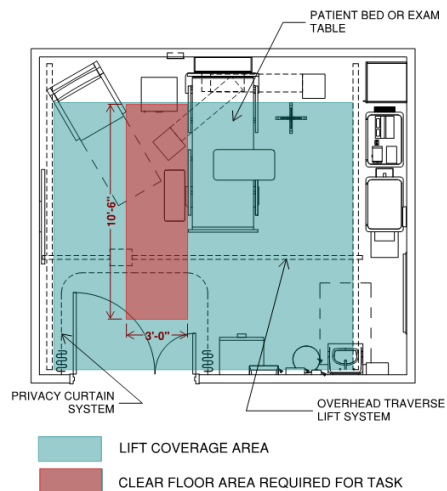 PATIENT BED OR EXAM
TABLE
10'-6"
3'-0"
PRIVACY CURTAIN
SYSTEM
OVERHEAD TRAVERSE
LIFT SYSTEM
LIFT COVERAGE AREA
CLEAR FLOOR AREA REQUIRED FOR TASK